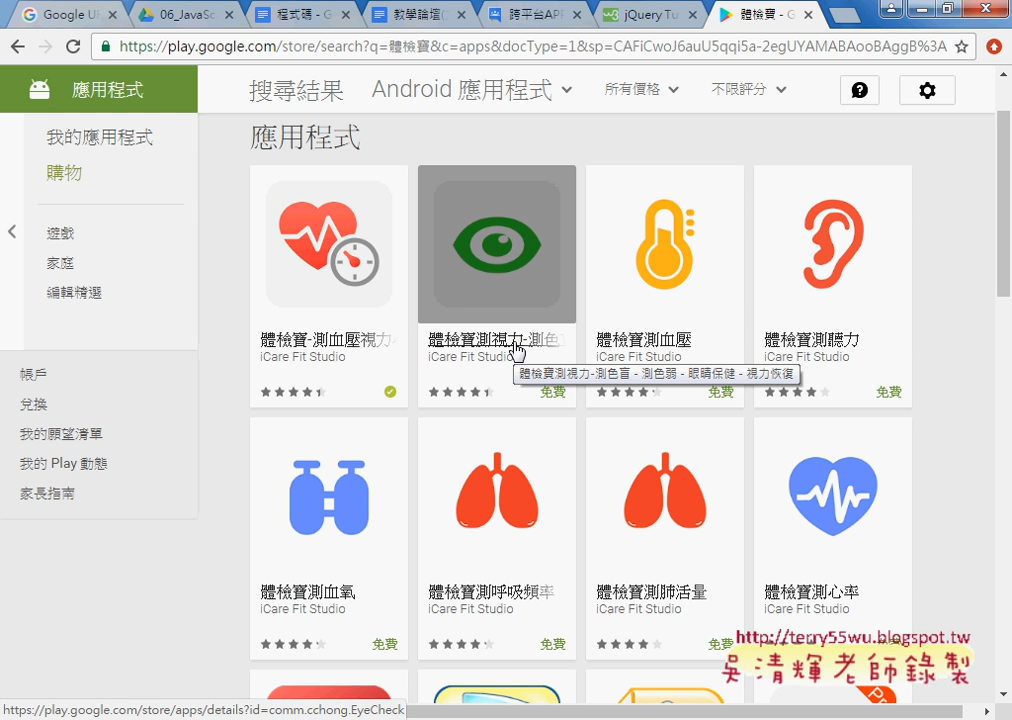 Google U
06_JavaSc
程式碼 - G
教學論壇(
跨平台APP
jQuery Tu
體檢寶 - G
https://play.google.com/store/search?q=體檢寶&c=apps&docType=1&sp=CAFiCwoJ6auU5qqi5a-2egUYAMABAooBAggB%3A
應用程式
搜尋結果
Android 應用程式
所有價格
不限評分
我的應用程式
購物
遊戲
家庭
編輯精選
帳戶
兌換
我的願望清單
我的 Play 動態
家長指南
應用程式
體檢寶-測血壓視力
iCare Fit Studio
體檢寶測視力-測色
iCare Fit Studio
免費
體檢寶測血壓
iCare Fit Studio
免費
體檢寶測聽力
iCare Fit Studio
免費
體檢寶測視力-測色盲 - 測色弱 - 眼睛保健 - 視力恢復
體檢寶測血氧
iCare Fit Studio
免費
體檢寶測呼吸頻率
iCare Fit Studio
免費
體檢寶測肺活量
iCare Fit Studio
免費
體檢寶測心率
iCare Fit Studio
http://terry55wu.blogspot.tw
吳清輝老師錄製
https://play.google.com/store/apps/details?id=comm.cchong.EyeCheck